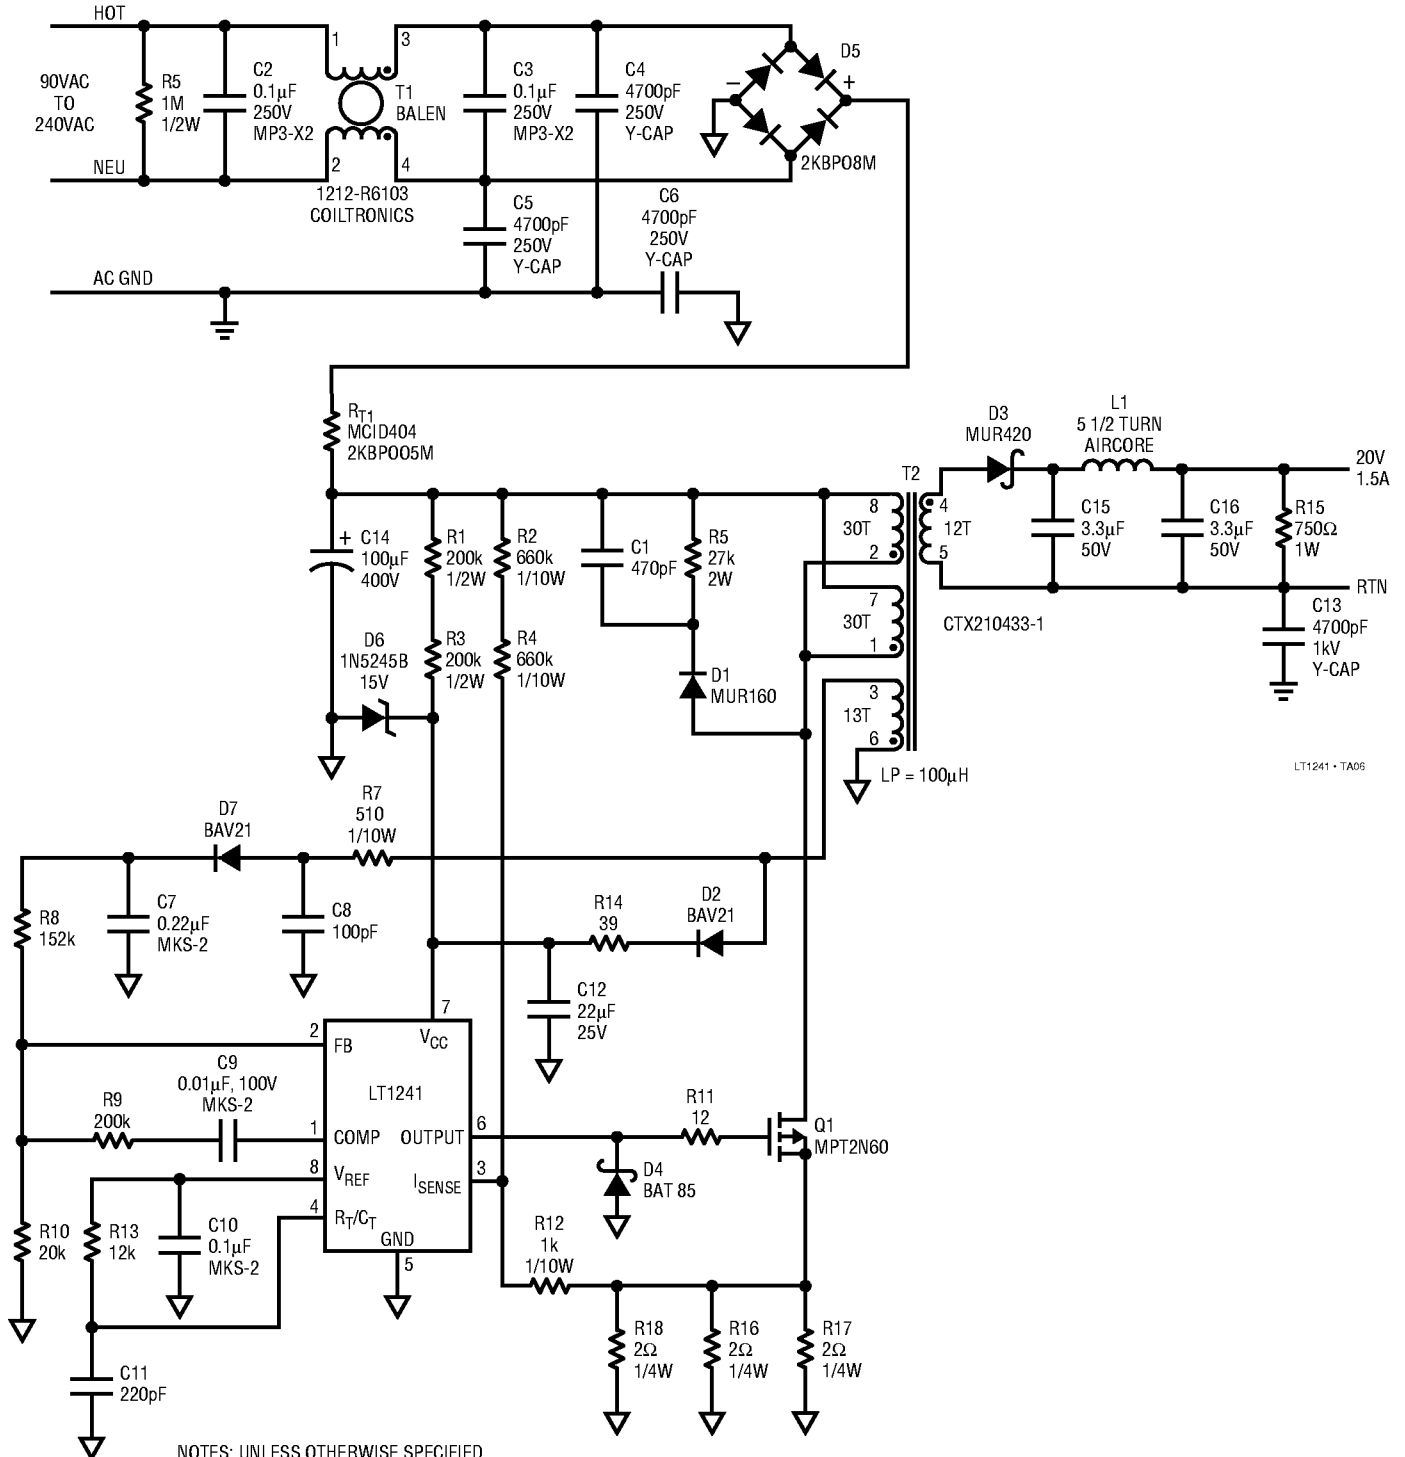 HOT
90VAC
TO
240VAC
R5
1M
1/2W
C2
0.1µF
250V
MP3-X2
1
3
T1
BALEN
2
4
1212-R6103
COILTRONICS
C3
0.1µF
250V
MP3-X2
C4
4700pF
250V
Y-CAP
D5
–
+
2KBPO8M
NEU
C5
4700pF
250V
Y-CAP
C6
4700pF
250V
Y-CAP
AC GND
RT1
MCID404
2KBPO05M
+
C14
100µF
400V
R1
200k
1/2W
R2
660k
1/10W
C1
470pF
R5
27k
2W
D6
1N5245B
15V
R3
200k
1/2W
R4
660k
1/10W
D1
MUR160
T2
8
30T
2
7
30T
1
3
13T
6
4
12T
5
CTX210433-1
LP = 100µH
D3
MUR420
L1
5 1/2 TURN
AIRCORE
20V
1.5A
C15
3.3µF
50V
C16
3.3µF
50V
R15
750Ω
1W
RTN
C13
4700pF
1kV
Y-CAP
LT1241 • TA06
D7
BAV21
R7
510
1/10W
R8
152k
C7
0.22µF
MKS-2
C8
100pF
R14
39
D2
BAV21
C12
22µF
25V
7
VCC
2
FB
LT1241
C9
0.01µF, 100V
MKS-2
R9
200k
1
COMP
OUTPUT
6
R11
12
Q1
MPT2N60
8
VREF
ISENSE
3
D4
BAT 85
4
RT/CT
GND
5
R10
20k
R13
12k
C10
0.1µF
MKS-2
R12
1k
1/10W
R18
2Ω
1/4W
R16
2Ω
1/4W
R17
2Ω
1/4W
C11
220pF
NOTES: UNLESS OTHERWISE SPECIFIED